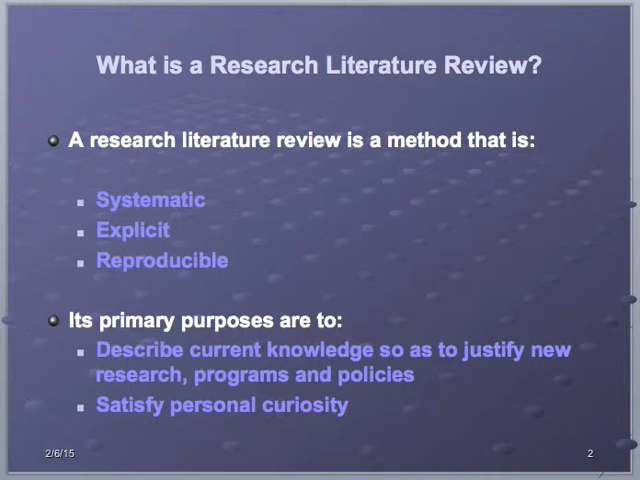 What is a Research Literature Review?
A research literature review is a method that is:
Systematic
Explicit
Reproducible
Its primary purposes are to:
Describe current knowledge so as to justify new
research, programs and policies
Satisfy personal curiosity
2/6/15
2